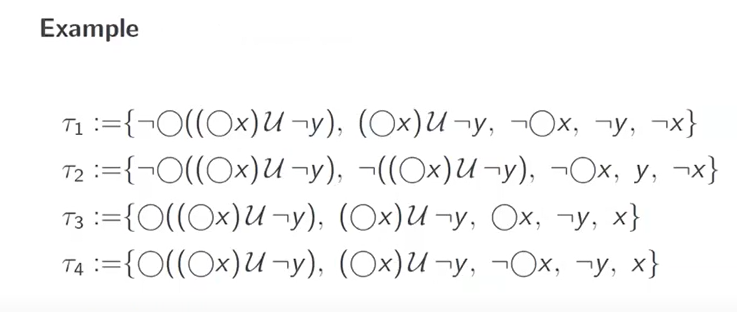 Example
τ₁ :={¬◯((◯x)𝒰¬y), (◯x)𝒰¬y, ¬◯x, ¬y, ¬x}
τ₂ :={¬◯((◯x)𝒰¬y), ¬((◯x)𝒰¬y), ¬◯x, y, ¬x}
τ₃ :={◯((◯x)𝒰¬y), (◯x)𝒰¬y, ◯x, ¬y, x}
τ₄ :={◯((◯x)𝒰¬y), (◯x)𝒰¬y, ¬◯x, ¬y, x}